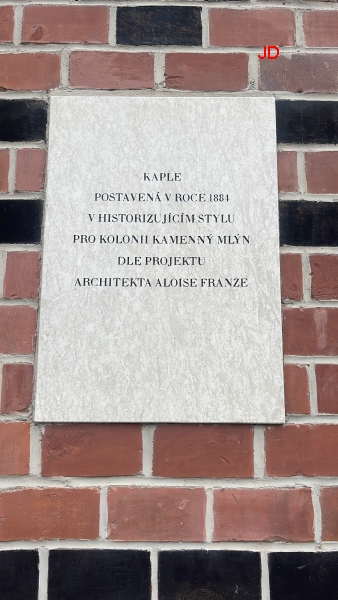 JD
KAPLE
POSTAVENÁ V ROCE 1884
V HISTORIZUJÍCÍM STYLU
PRO KOLONII KAMENNÝ MLÝN
DLE PROJEKTU
ARCHITEKTA ALOISE FRANZE